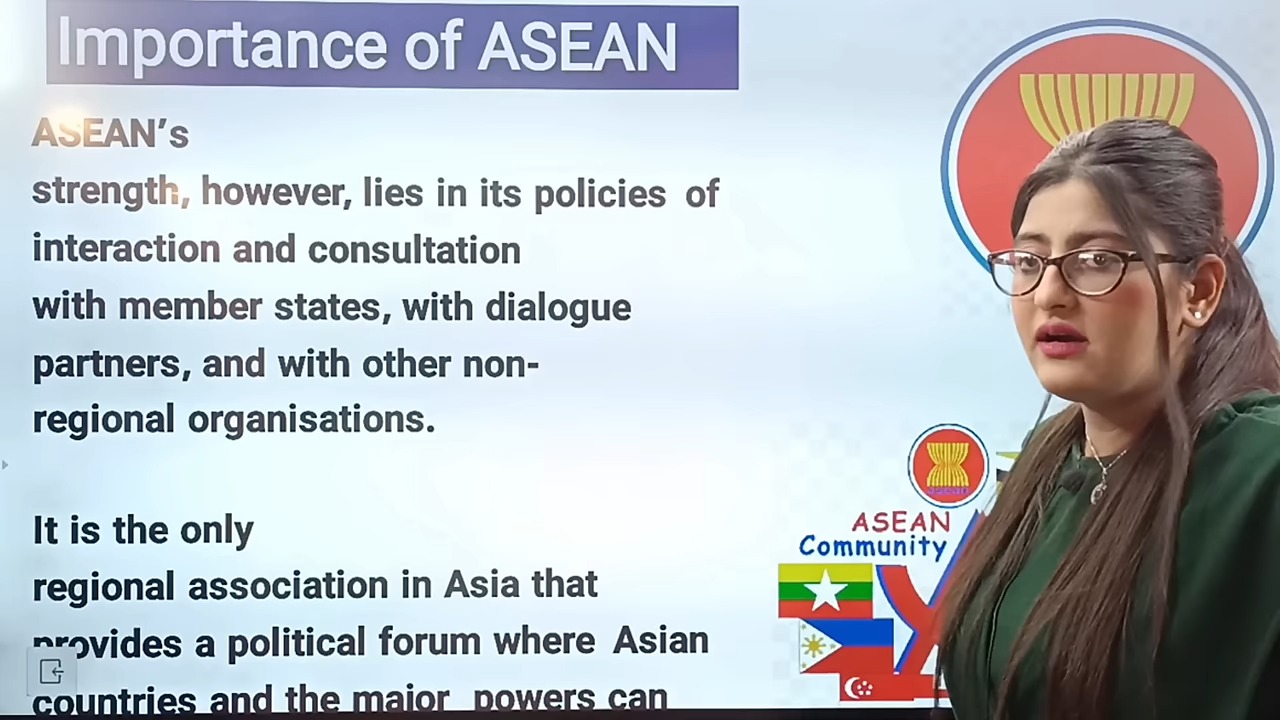 Importance of ASEAN
ASEAN's
strength, however, lies in its policies of
interaction and consultation
with member states, with dialogue
partners, and with other non-
regional organisations.
It is the only
regional association in Asia that
provides a political forum where Asian
countries and the major powers can
ASEAN
Community